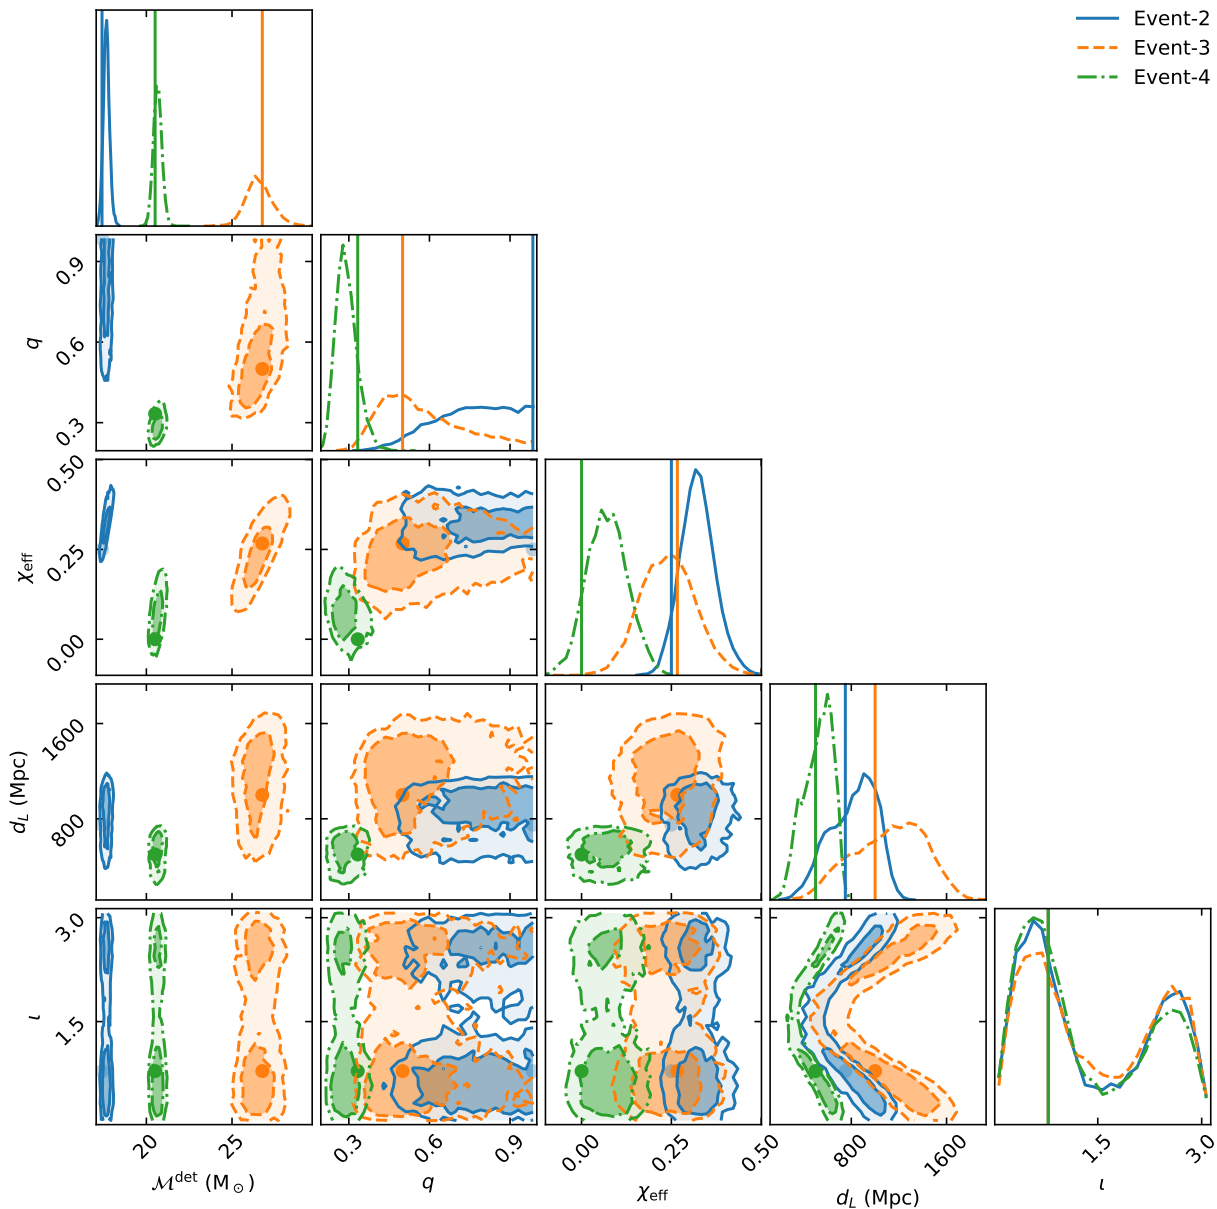 Event-2
Event-3
Event-4
0.9
0.6
0.3
q
0.50
0.25
0.00
χeff
1600
800
dL (Mpc)
3.0
1.5
ι
20 25
0.3 0.6 0.9
0.00 0.25 0.50
800 1600
1.5 3.0
ℳdet (M⊙)
q
χeff
dL (Mpc)
ι